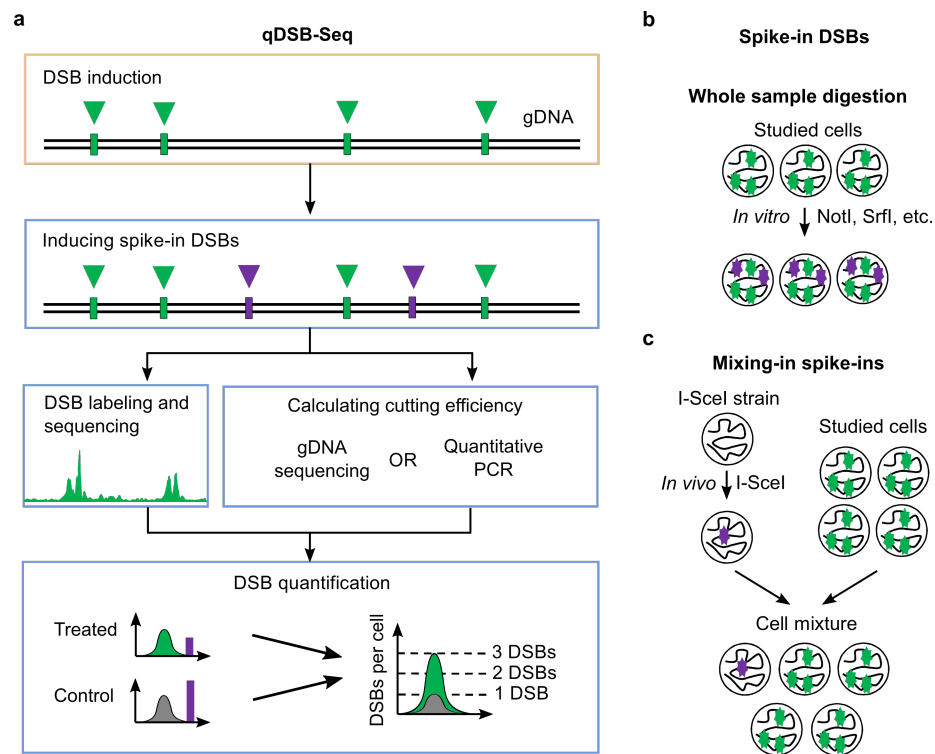 a
qDSB-Seq
DSB induction
gDNA
Inducing spike-in DSBs
DSB labeling and
sequencing
Calculating cutting efficiency
gDNA
sequencing
OR
Quantitative
PCR
DSB quantification
Treated
Control
DSBs per cell
3 DSBs
2 DSBs
1 DSB
b
Spike-in DSBs
Whole sample digestion
Studied cells
In vitro
NotI, SrfI, etc.
c
Mixing-in spike-ins
I-SceI strain
Studied cells
In vivo
I-SceI
Cell mixture